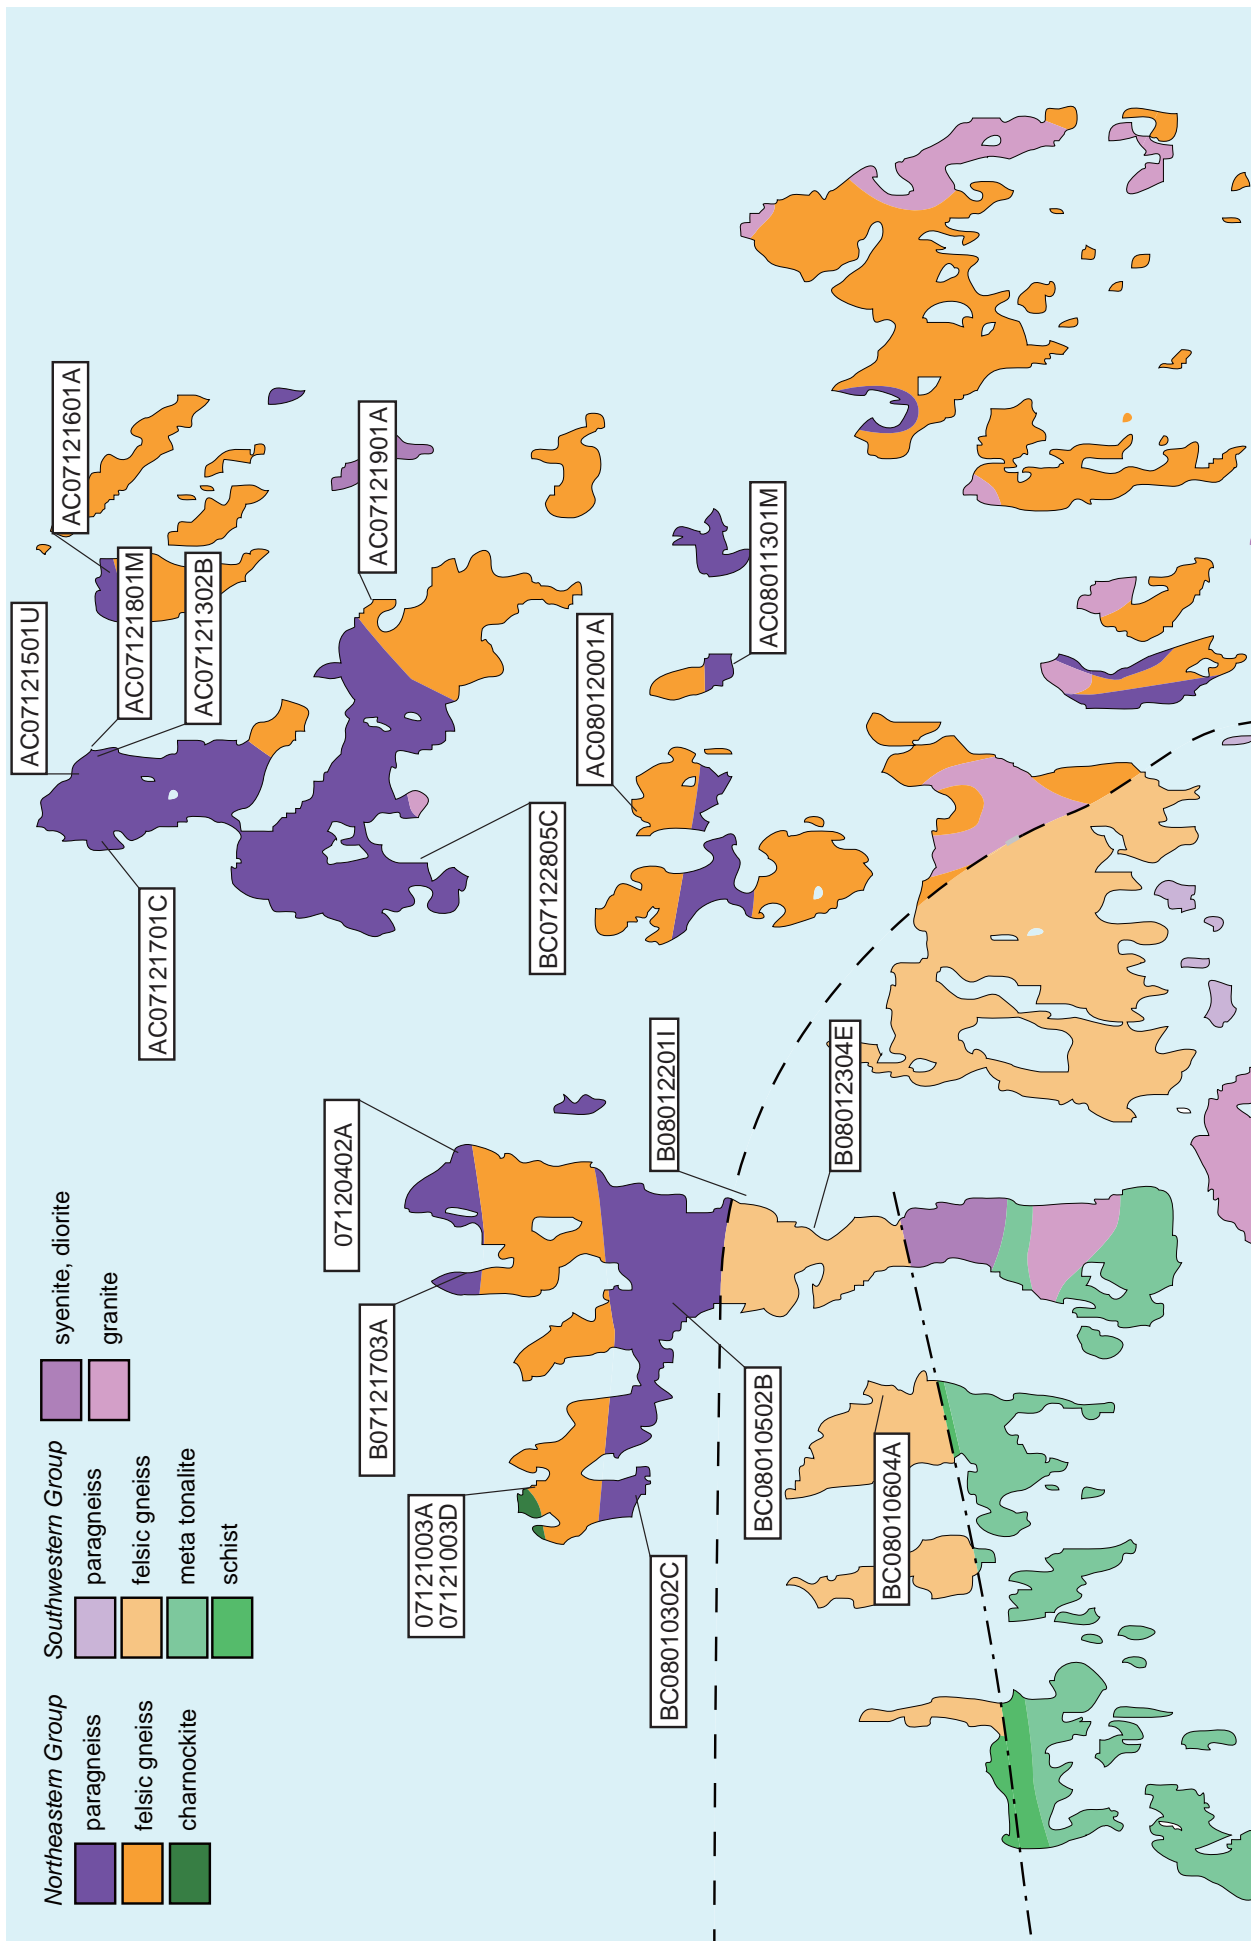 Northeastern Group
paragneiss
felsic gneiss
charnockite
Southwestern Group
paragneiss
felsic gneiss
meta tonalite
schist
syenite, diorite
granite
AC07121501U
AC07121601A
AC07121801M
AC07121302B
AC07121701C
AC07121901A
BC07122805C
AC08012001A
AC08011301M
07120402A
B07121703A
07121003A
07121003D
BC08010302C
BC08010502B
B08012201I
B08012304E
BC08010604A